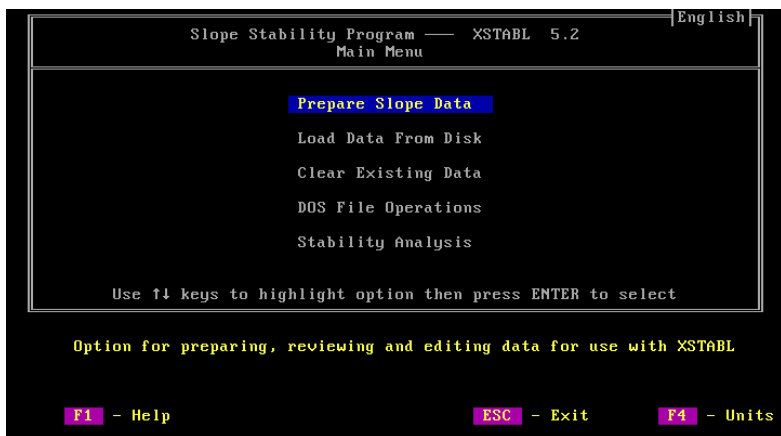 English
Slope Stability Program —— XSTABL 5.2
Main Menu
Prepare Slope Data
Load Data From Disk
Clear Existing Data
DOS File Operations
Stability Analysis
Use ↑↓ keys to highlight option then press ENTER to select
Option for preparing, reviewing and editing data for use with XSTABL
F1 - Help ESC - Exit F4 - Units